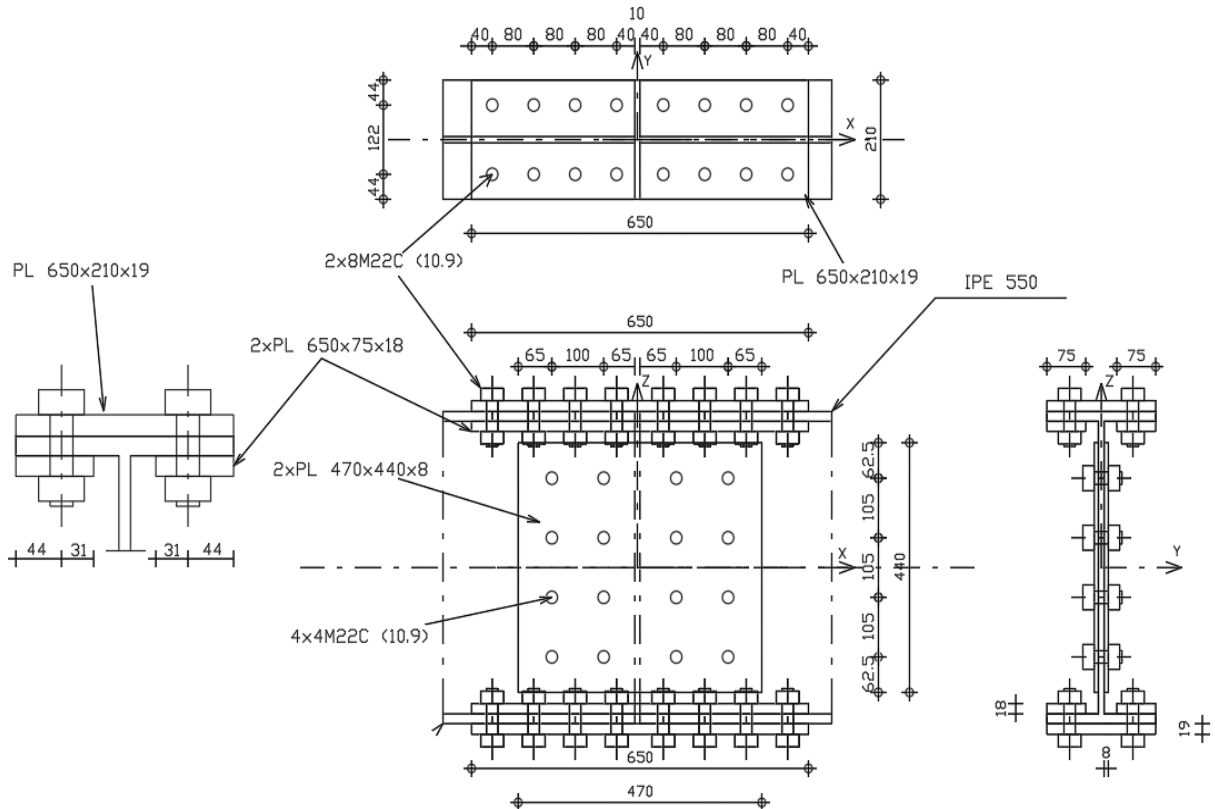 10
40 80 80 80 40 40 80 80 80 40
Y
44
122
44
X
210
650
2x8M22C (10.9)
PL 650x210x19
PL 650x210x19
IPE 550
650
2xPL 650x75x18
65 100 65 65 100 65
Z
75 75
Z
2xPL 470x440x8
62.5
105
105
105
62.5
440
44 31 31 44
X
Y
4x4M22C (10,9)
18
19
8
650
470